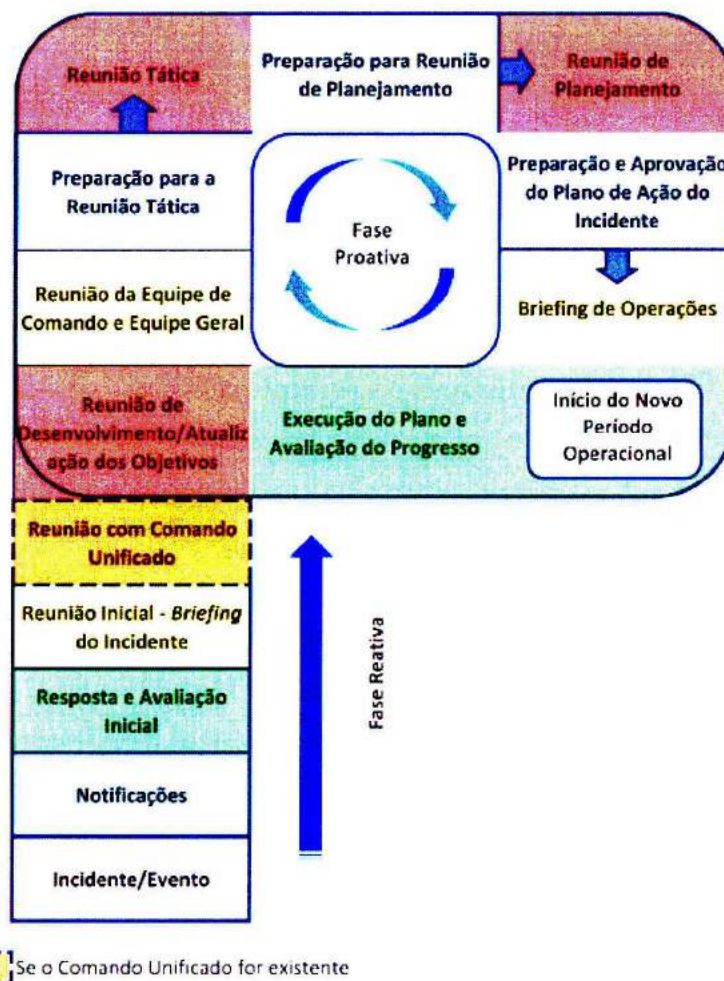 Reunião Tática
Preparação para Reunião
de Planejamento
Reunião de
Planejamento
Preparação para a
Reunião Tática
Fase
Proativa
Preparação e Aprovação
do Plano de Ação do
Incidente
Reunião da Equipe de
Comando e Equipe Geral
Briefing de Operações
Reunião de
Desenvolvimento/Atualiz
ação dos Objetivos
Execução do Plano e
Avaliação do Progresso
Início do Novo
Período
Operacional
Reunião com Comando
Unificado
Reunião Inicial - Briefing
do Incidente
Resposta e Avaliação
Inicial
Notificações
Incidente/Evento
Fase Reativa
Se o Comando Unificado for existente